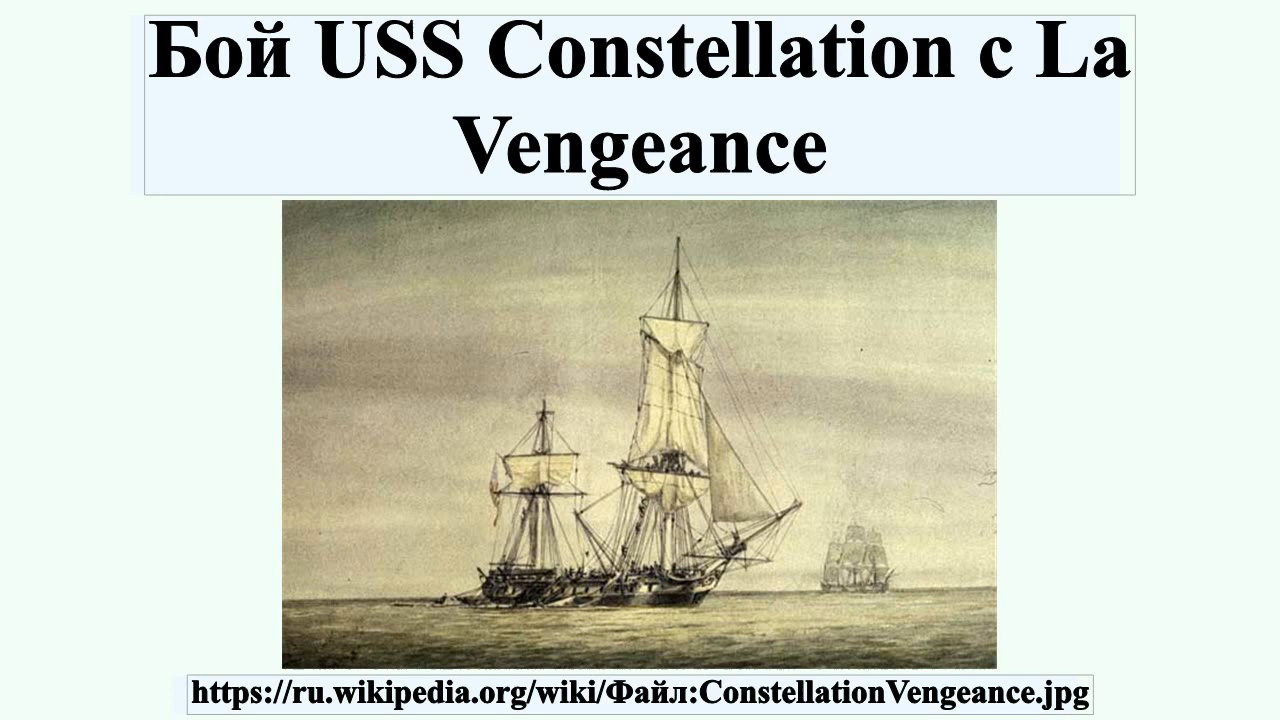 Бой USS Constellation с La
Vengeance
https://ru.wikipedia.org/wiki/Файл:ConstellationVengeance.jpg